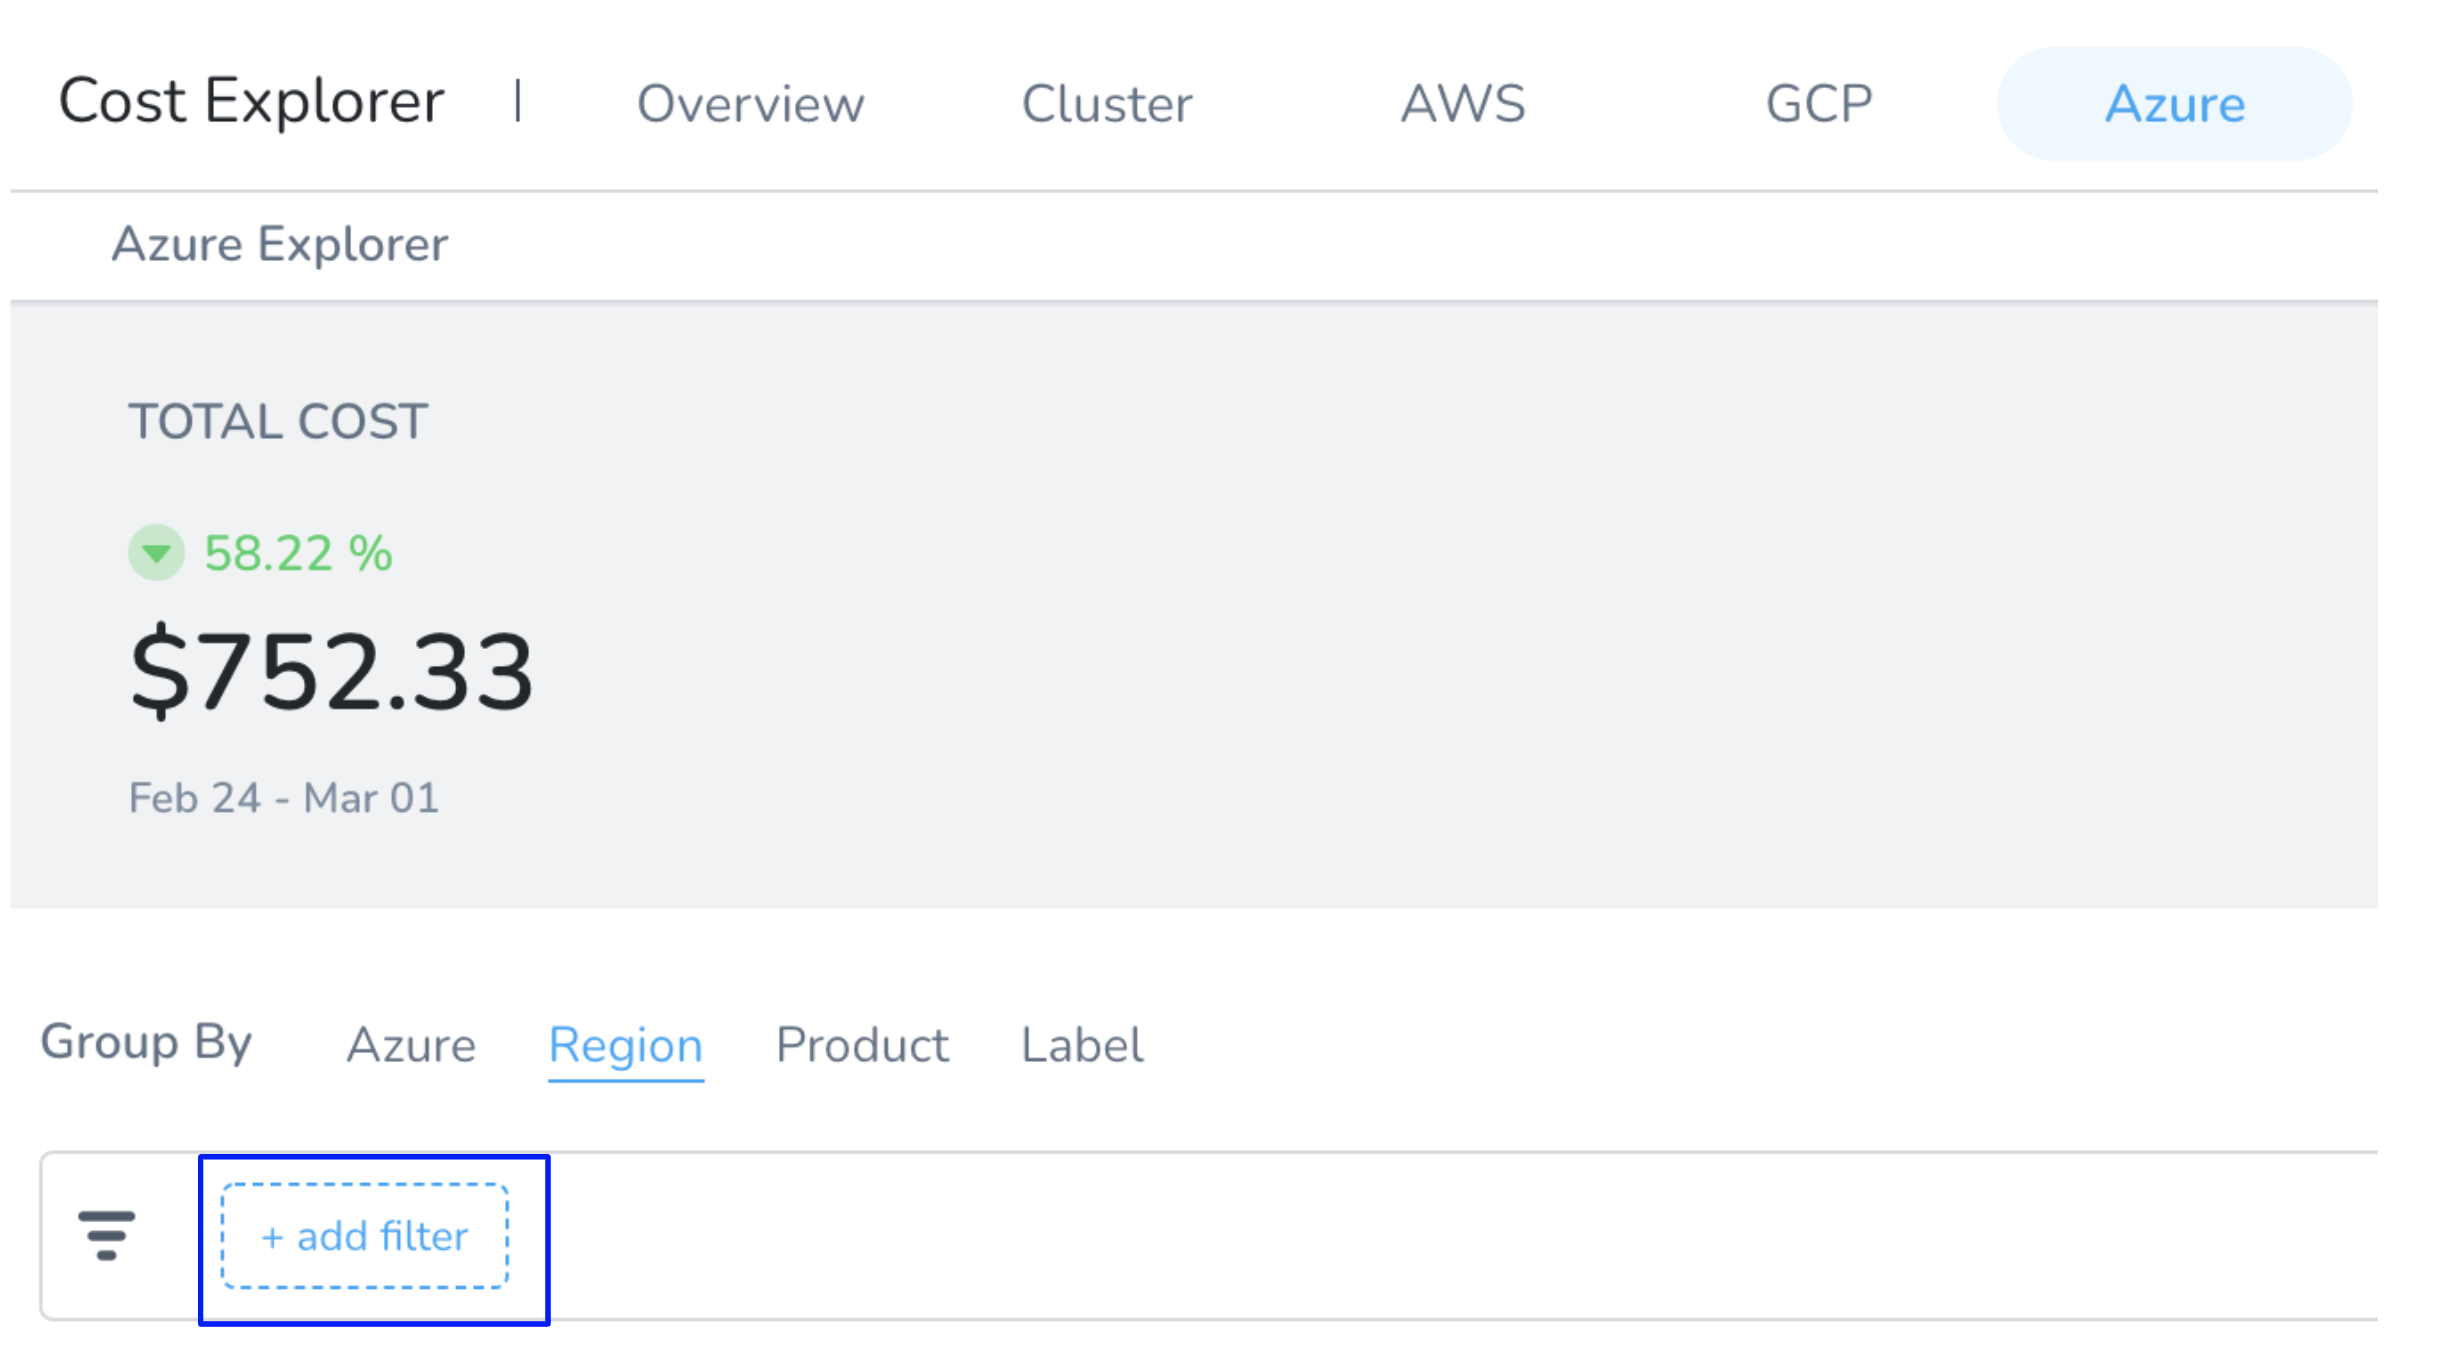 Cost Explorer | Overview Cluster AWS GCP Azure
Azure Explorer
TOTAL COST
58.22 %
$752.33
Feb 24 - Mar 01
Group By Azure Region Product Label
+ add filter